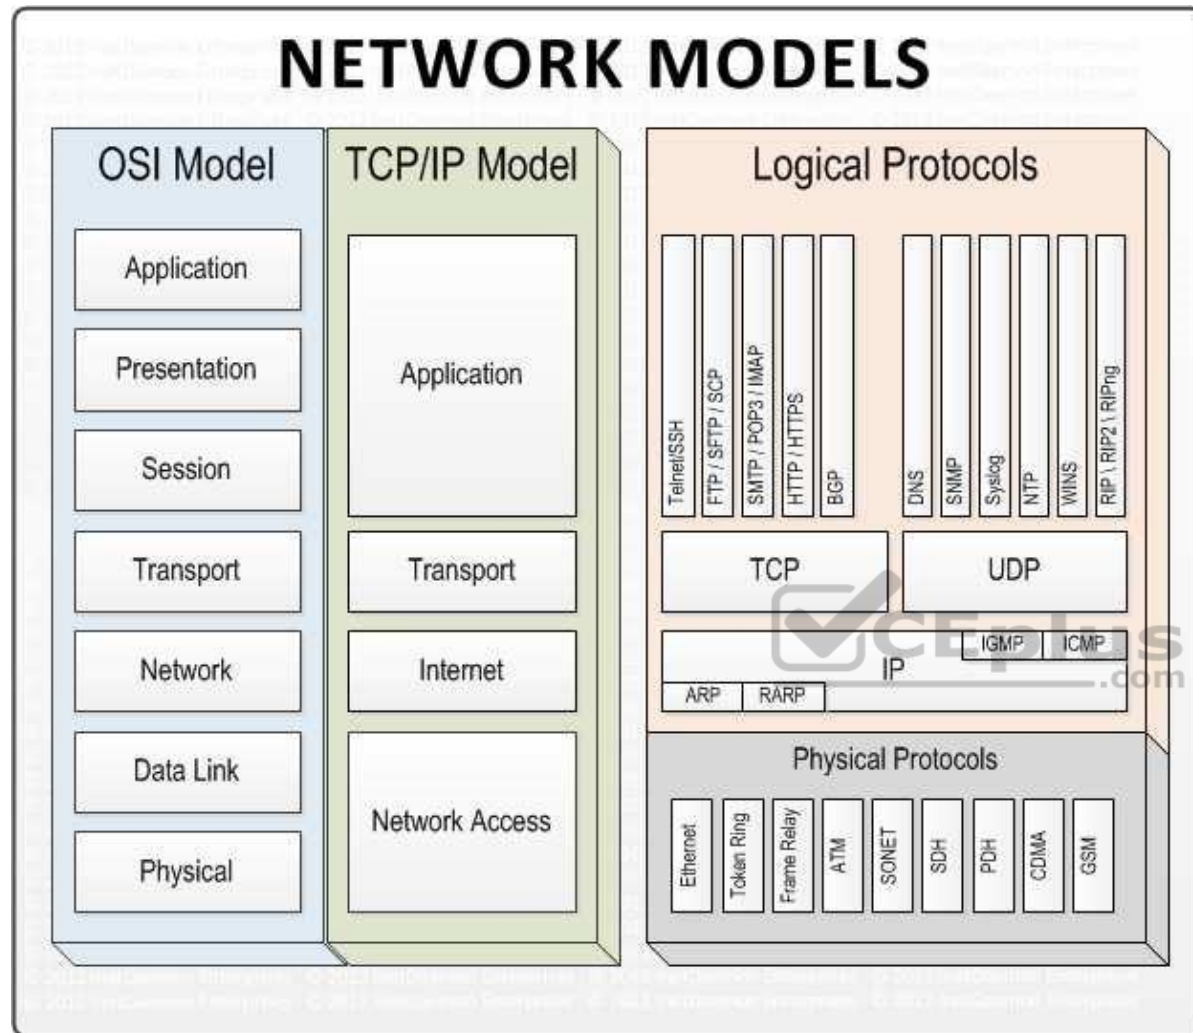 NETWORK MODELS
OSI Model
Application
Presentation
Session
Transport
Network
Data Link
Physical
TCP/IP Model
Application
Transport
Internet
Network Access
Logical Protocols
Telnet/SSH
FTP / SFTP / SCP
SMTP / POP3 / IMAP
HTTP / HTTPS
BGP
DNS
SNMP
Syslog
NTP
WINS
RIP \ RIP2 \ RIPng
TCP
UDP
IP
IGMP
ICMP
ARP
RARP
CEplus
.com
Physical Protocols
Ethernet
Token Ring
Frame Relay
ATM
SONET
SDH
PDH
CDMA
GSM